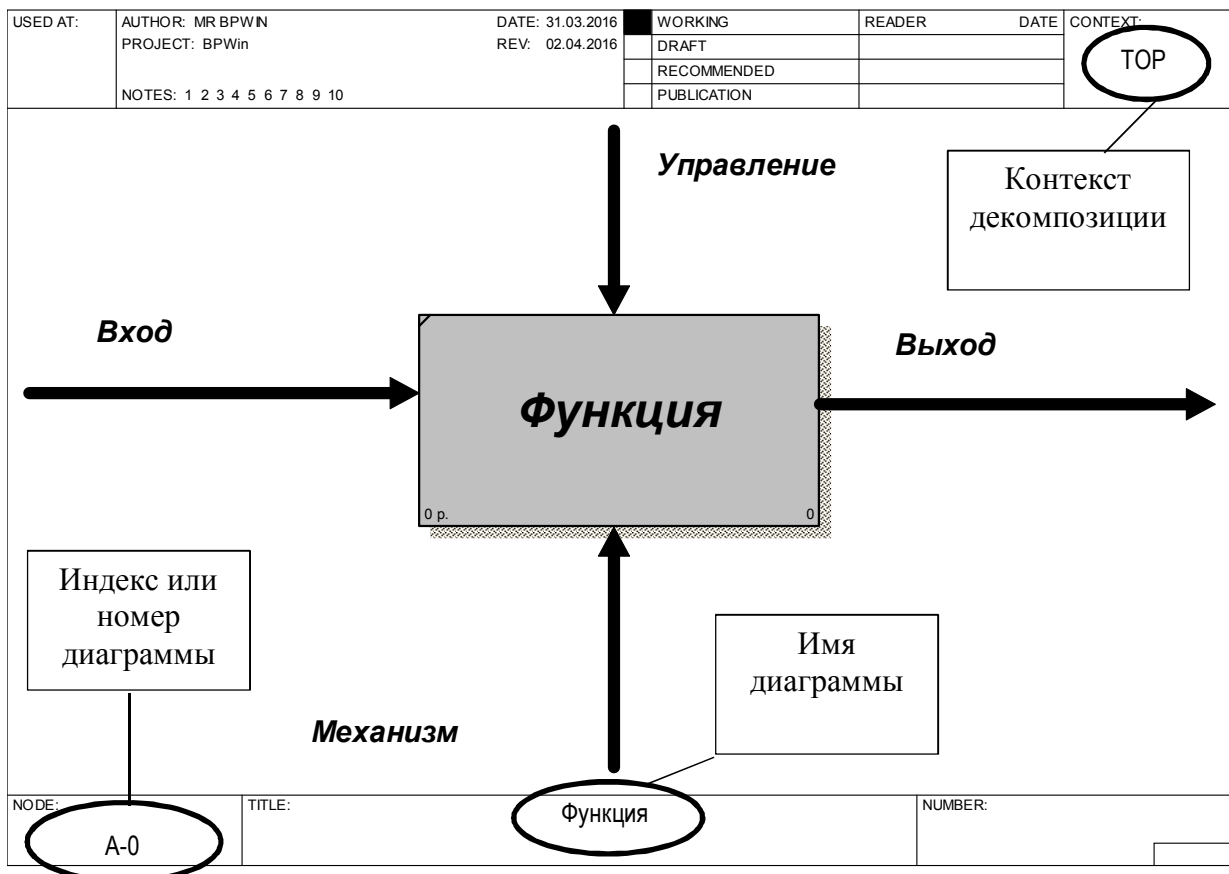 USED AT:
AUTHOR: MR BPWIN
DATE: 31.03.2016
WORKING
READER
DATE
CONTEXT:
PROJECT: BPWin
REV: 02.04.2016
DRAFT
TOP
RECOMMENDED
NOTES: 1 2 3 4 5 6 7 8 9 10
PUBLICATION
Управление
Контекст
декомпозиции
Вход
Выход
Функция
0 р.
0
Индекс или
номер
диаграммы
Имя
диаграммы
Механизм
NODE:
TITLE:
Функция
NUMBER:
A-0